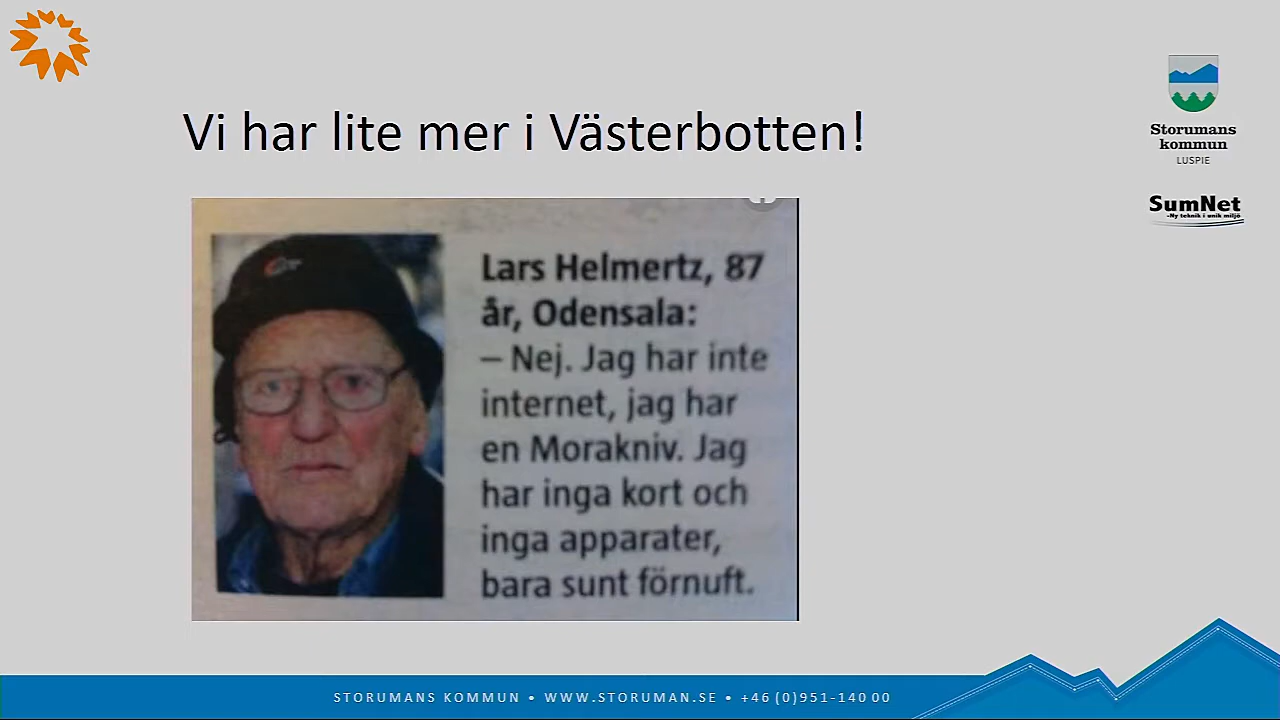 Vi har lite mer i Västerbotten!
Storumans
kommun
LUSPIE
SumNet
-Ny teknik i unik miljö
Lars Helmertz, 87
år, Odensala:
– Nej. Jag har inte
internet, jag har
en Morakniv. Jag
har inga kort och
inga apparater,
bara sunt förnuft.
STORUMANS KOMMUN • WWW.STORUMAN.SE • +46 (0)951-140 00